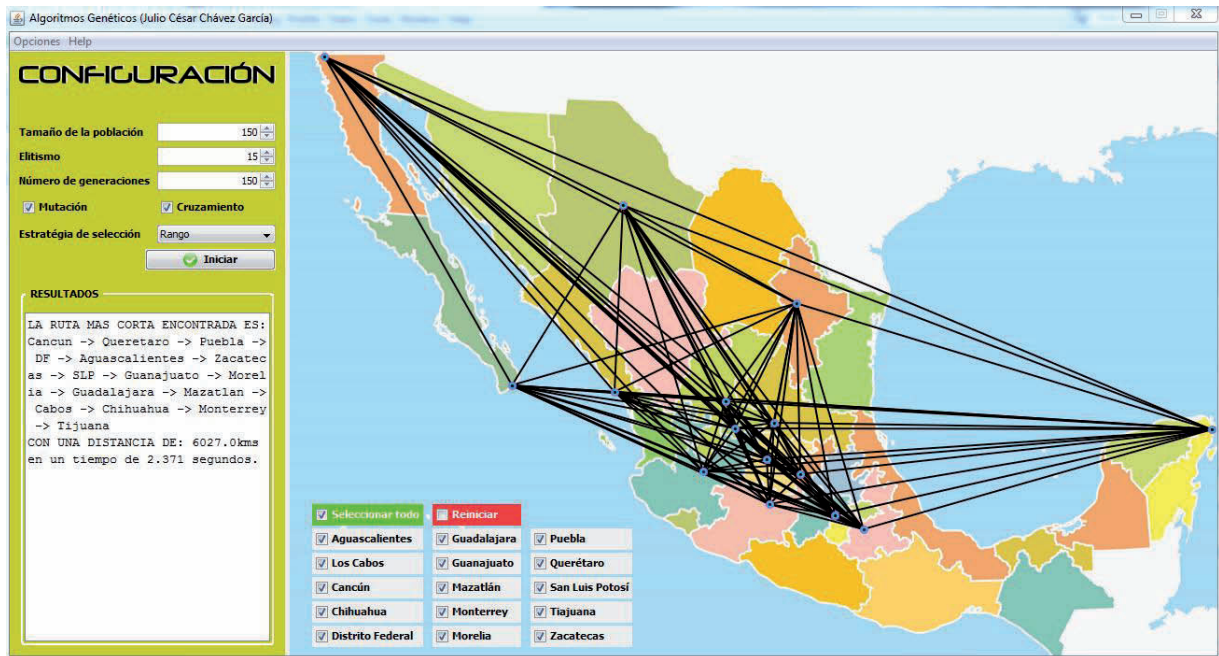 Algoritmos Genéticos (Julio César Chávez García)
Opciones Help
CONFIGURACIÓN
Tamaño de la población 150
Elitismo 15
Número de generaciones 150
Mutación Cruzamiento
Estratégia de selección Rango
Iniciar
RESULTADOS
LA RUTA MAS CORTA ENCONTRADA ES:
Cancun -> Queretaro -> Puebla ->
DF -> Aguascalientes -> Zacatec
as -> SLP -> Guanajuato -> Morel
ia -> Guadalajara -> Mazatlan ->
Cabos -> Chihuahua -> Monterrey
-> Tijuana
CON UNA DISTANCIA DE: 6027.0kms
en un tiempo de 2.371 segundos.
Seleccionar todo Reiniciar
Aguascalientes Guadalajara Puebla
Los Cabos Guanajuato Querétaro
Cancún Mazatlán San Luis Potosí
Chihuahua Monterrey Tiajuana
Distrito Federal Morelia Zacatecas